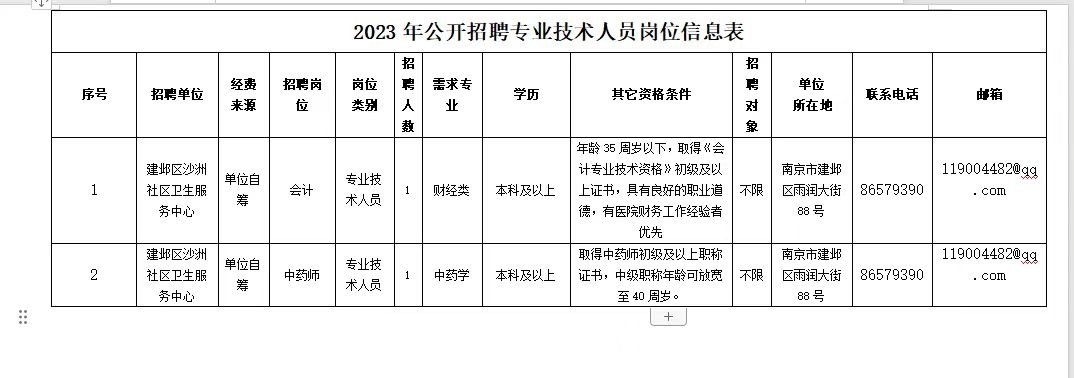 2023 年公开招聘专业技术人员岗位信息表
序号
招聘单位
经费
来源
招聘岗
位
岗位
类别
招
聘
人
数
需求专
业
学历
其它资格条件
招
聘
对
象
单位
所在地
联系电话
邮箱
1
建邺区沙洲
社区卫生服
务中心
单位自
筹
会计
专业技
术人员
1
财经类
本科及以上
年龄 35 周岁以下，取得《会
计专业技术资格》初级及以
上证书，具有良好的职业道
德，有医院财务工作经验者
优先
不限
南京市建邺
区雨润大街
88 号
86579390
119004482@qq
.com
2
建邺区沙洲
社区卫生服
务中心
单位自
筹
中药师
专业技
术人员
1
中药学
本科及以上
取得中药师初级及以上职称
证书，中级职称年龄可放宽
至 40 周岁。
不限
南京市建邺
区雨润大街
88 号
86579390
119004482@qq
.com